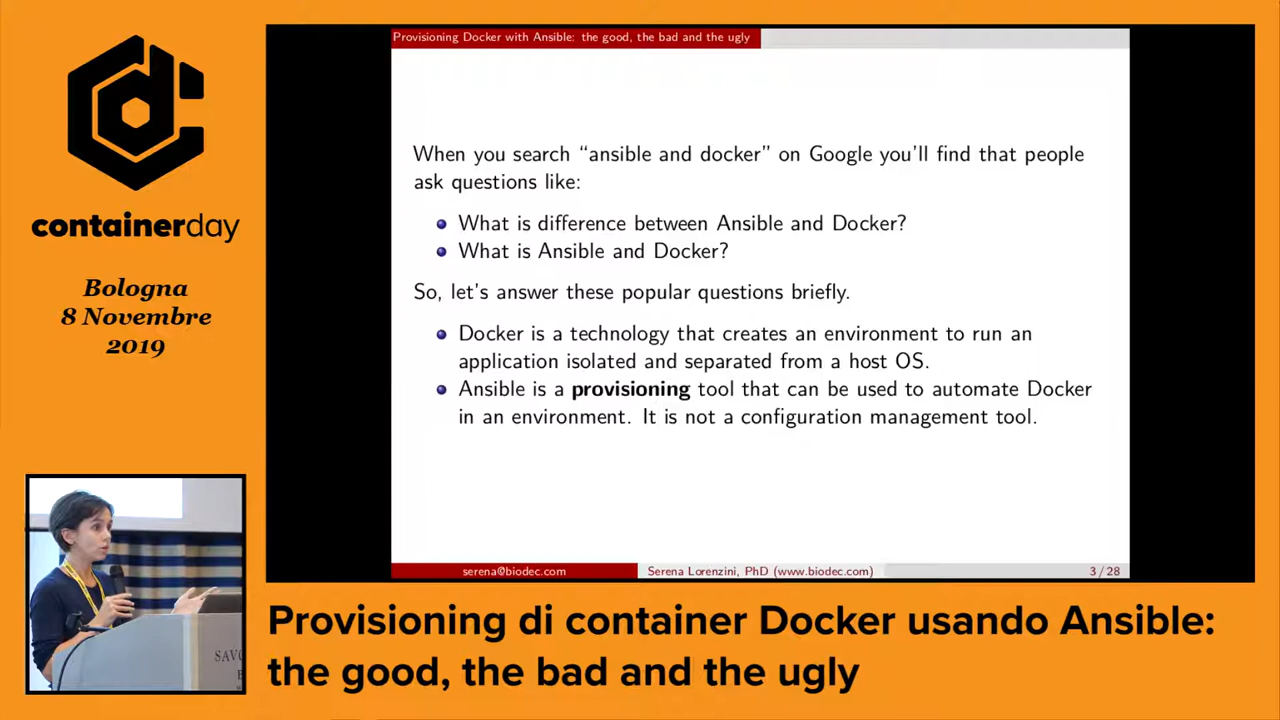 containerday
Bologna
8 Novembre
2019
Provisioning Docker with Ansible: the good, the bad and the ugly
When you search “ansible and docker” on Google you'll find that people
ask questions like:
What is difference between Ansible and Docker?
What is Ansible and Docker?
So, let's answer these popular questions briefly.
Docker is a technology that creates an environment to run an
application isolated and separated from a host OS.
Ansible is a provisioning tool that can be used to automate Docker
in an environment. It is not a configuration management tool.
serena@biodec.com
Serena Lorenzini, PhD (www.biodec.com)
3 / 28
Provisioning di container Docker usando Ansible:
the good, the bad and the ugly